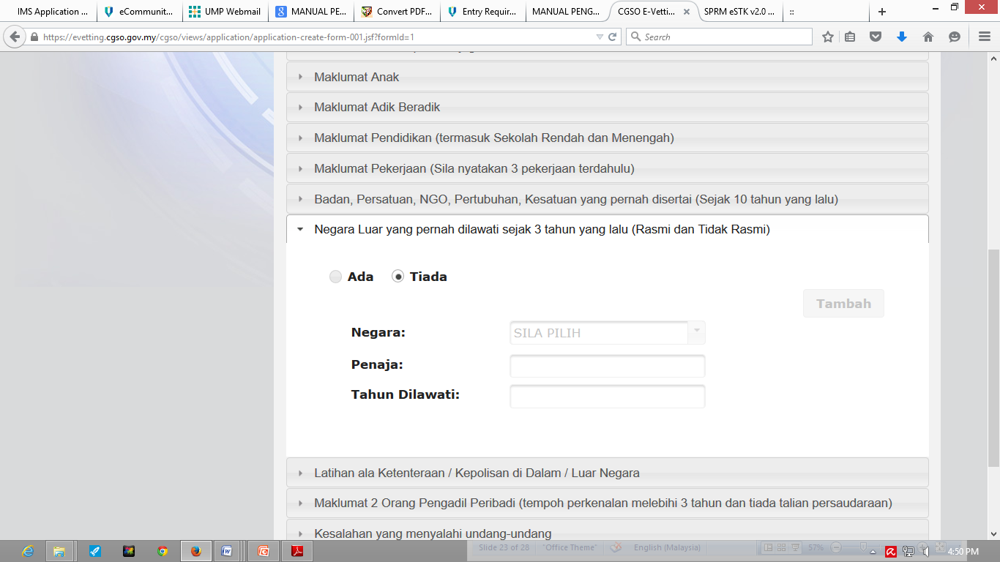 IMS Application ...
eCommunit...
UMP Webmail
MANUAL PE...
Convert PDF...
Entry Requir...
MANUAL PENG...
CGSO E-Vetti...
SPRM eSTK v2.0 ...
::
https://evetting.cgso.gov.my/cgso/views/application/application-create-form-001.jsf?formId=1
Search
Maklumat Anak
Maklumat Adik Beradik
Maklumat Pendidikan (termasuk Sekolah Rendah dan Menengah)
Maklumat Pekerjaan (Sila nyatakan 3 pekerjaan terdahulu)
Badan, Persatuan, NGO, Pertubuhan, Kesatuan yang pernah disertai (Sejak 10 tahun yang lalu)
Negara Luar yang pernah dilawati sejak 3 tahun yang lalu (Rasmi dan Tidak Rasmi)
Ada Tiada
Tambah
Negara: SILA PILIH
Penaja:
Tahun Dilawati:
Latihan ala Ketenteraan / Kepolisan di Dalam / Luar Negara
Maklumat 2 Orang Pengadil Peribadi (tempoh perkenalan melebihi 3 tahun dan tiada talian persaudaraan)
Kesalahan yang menyalahi undang-undang
Slide 23 of 28 "Office Theme" English (Malaysia) 57% 4:50 PM